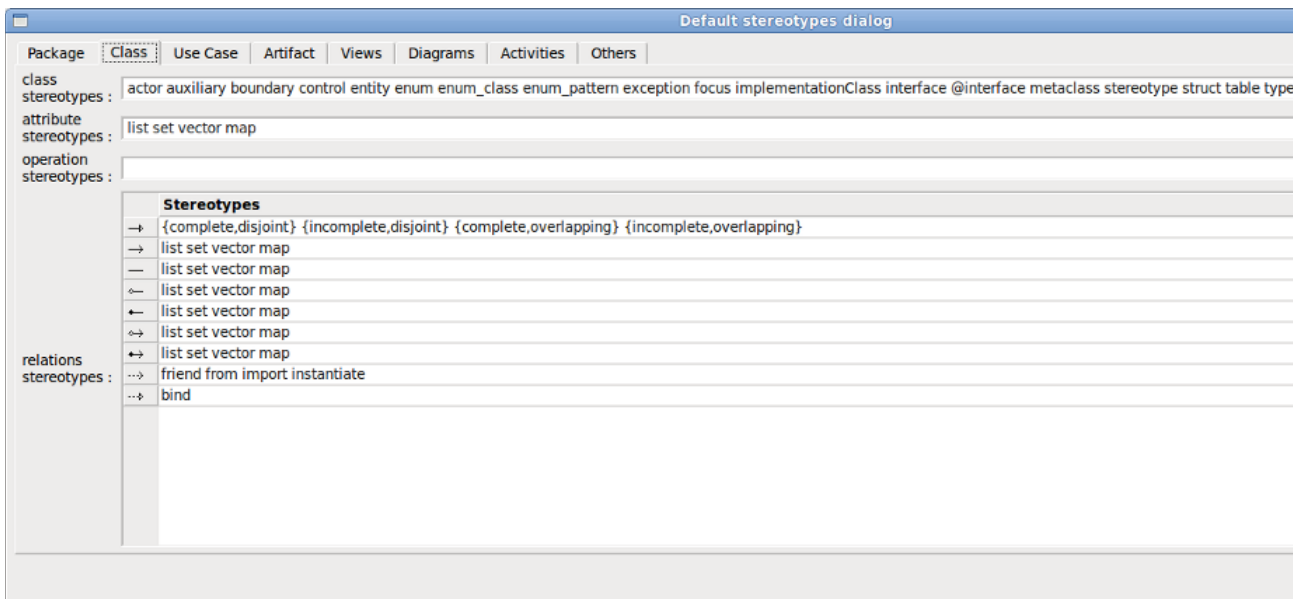 Default stereotypes dialog
Package Class Use Case Artifact Views Diagrams Activities Others
class
stereotypes :
actor auxiliary boundary control entity enum enum_class enum_pattern exception focus implementationClass interface @interface metaclass stereotype struct table type
attribute
stereotypes :
list set vector map
operation
stereotypes :
Stereotypes
{complete,disjoint} {incomplete,disjoint} {complete,overlapping} {incomplete,overlapping}
list set vector map
list set vector map
list set vector map
list set vector map
list set vector map
list set vector map
relations
stereotypes :
friend from import instantiate
bind